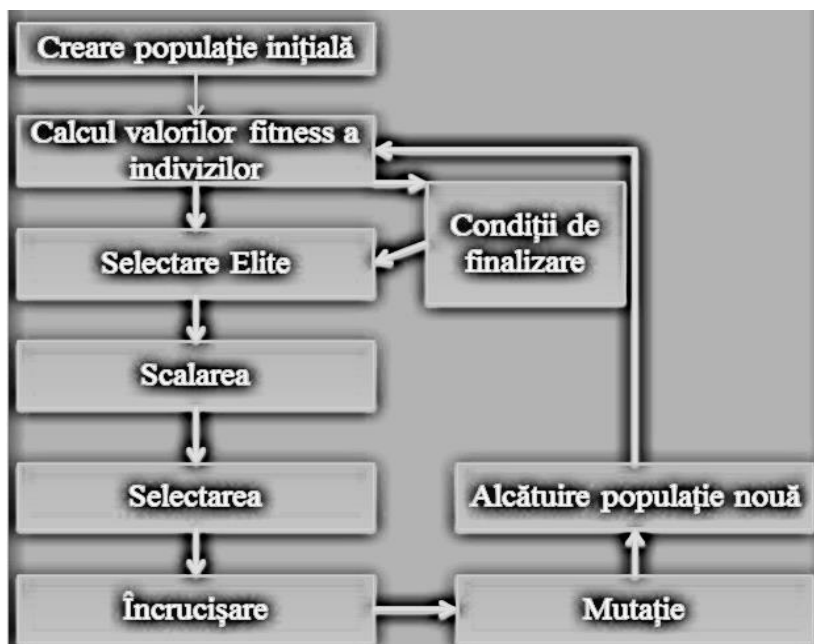 Creare populație inițială
Calcul valorilor fitness a
indivizilor
Condiții de
finalizare
Selectare Elite
Scalarea
Selectarea
Alcătuire populație nouă
Încrucișare
Mutație